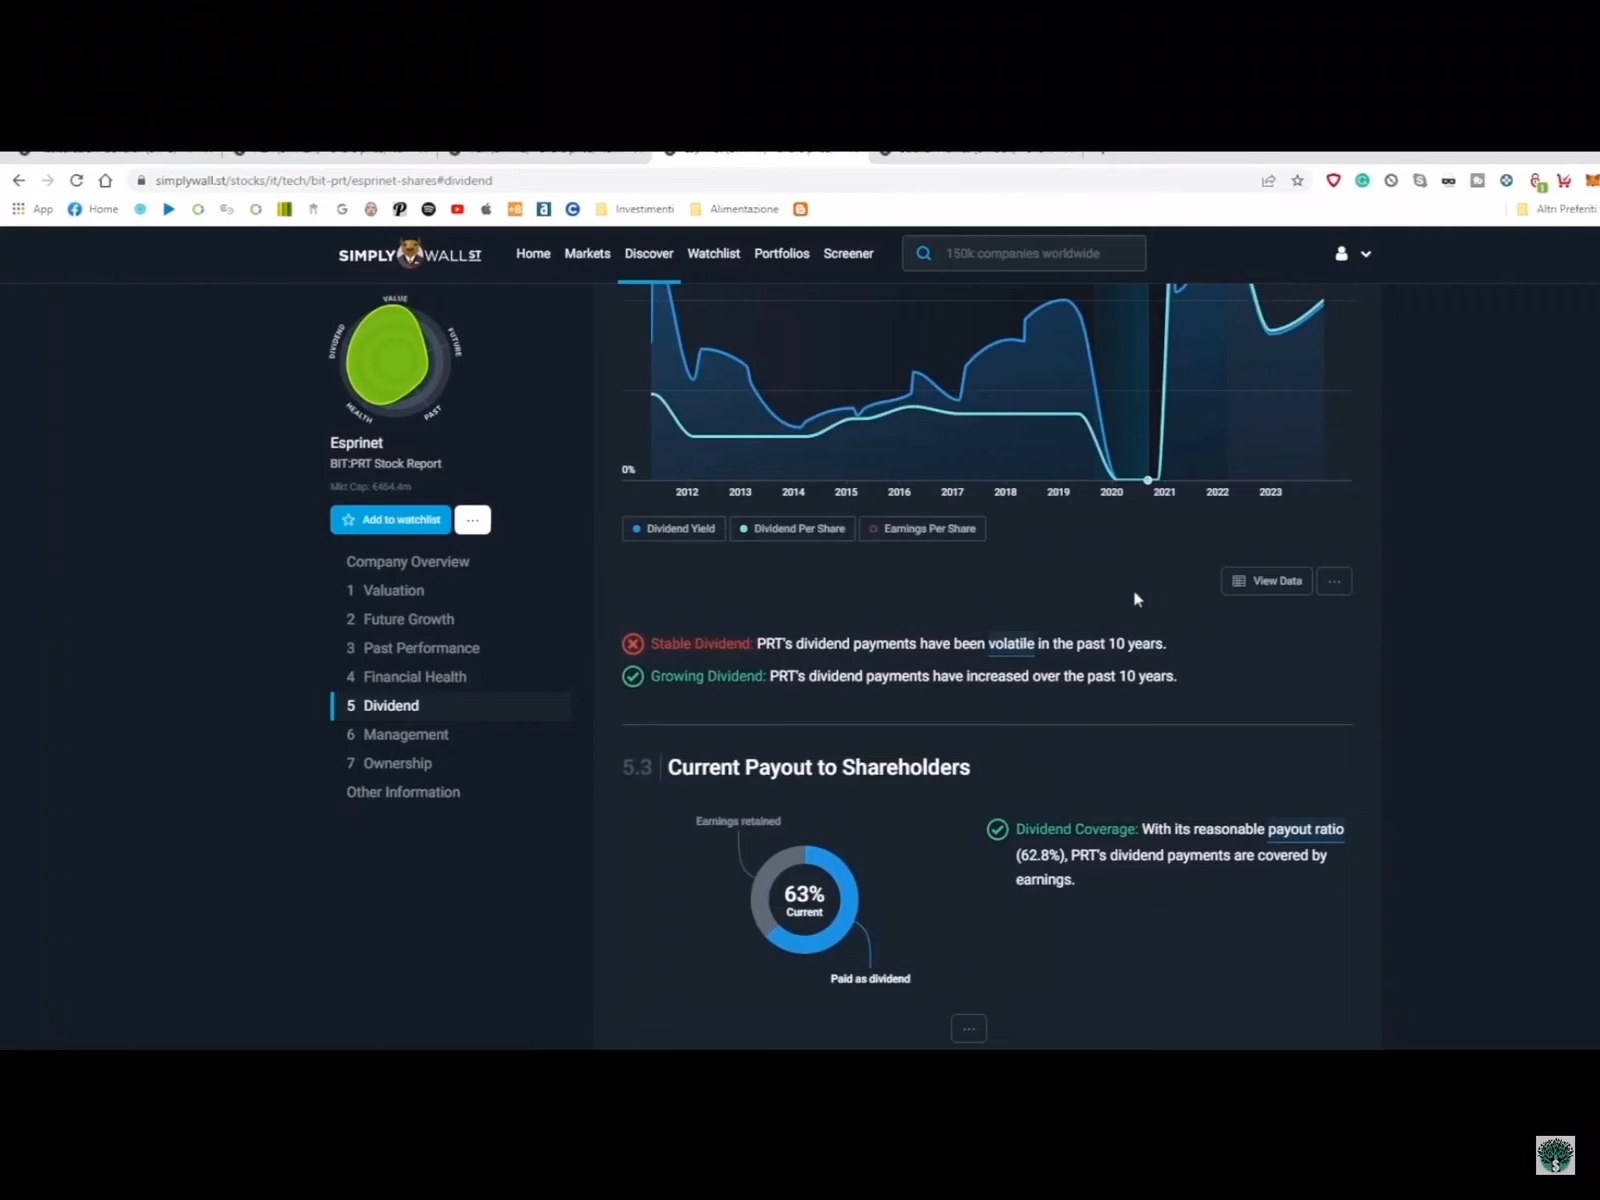 simplywall.st/stocks/it/tech/bit-prt/esprinet-shares#dividend
App Home Investimenti Alimentazione Altri Preferiti
SIMPLY WALL ST Home Markets Discover Watchlist Portfolios Screener 150k companies worldwide
VALUE
FUTURE
PAST
HEALTH
DIVIDEND
Esprinet
BIT:PRT Stock Report
Mkt Cap: €454.4m
Add to watchlist ...
Company Overview
1 Valuation
2 Future Growth
3 Past Performance
4 Financial Health
5 Dividend
6 Management
7 Ownership
Other Information
0%
2012 2013 2014 2015 2016 2017 2018 2019 2020 2021 2022 2023
Dividend Yield Dividend Per Share Earnings Per Share
View Data ...
Stable Dividend: PRT's dividend payments have been volatile in the past 10 years.
Growing Dividend: PRT's dividend payments have increased over the past 10 years.
5.3 Current Payout to Shareholders
Earnings retained
63%
Current
Paid as dividend
Dividend Coverage: With its reasonable payout ratio
(62.8%), PRT's dividend payments are covered by
earnings.
...